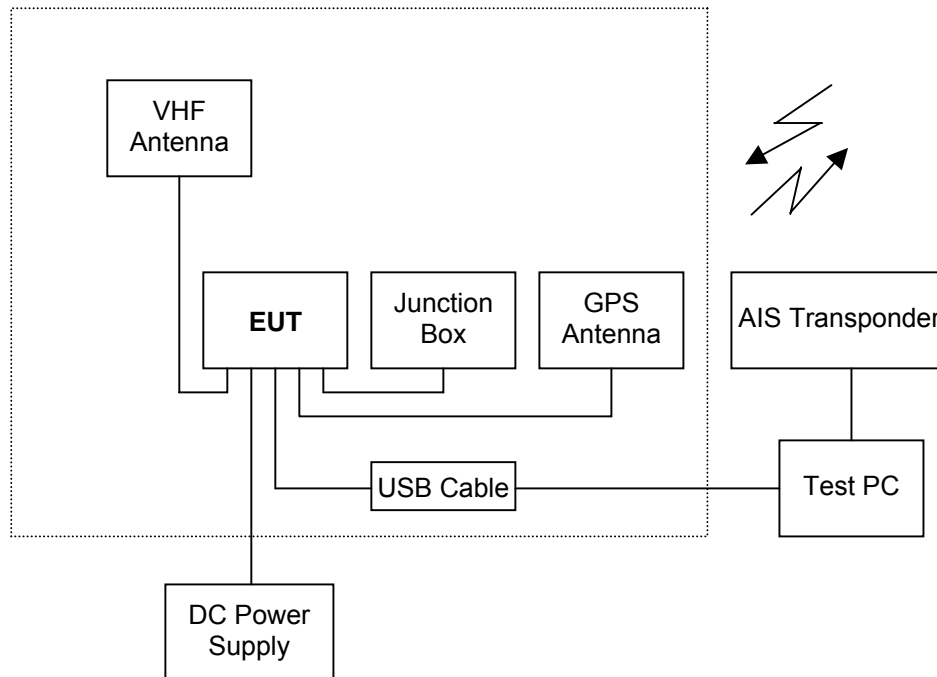 VHF
Antenna
EUT
Junction
Box
GPS
Antenna
AIS Transponder
USB Cable
Test PC
DC Power
Supply